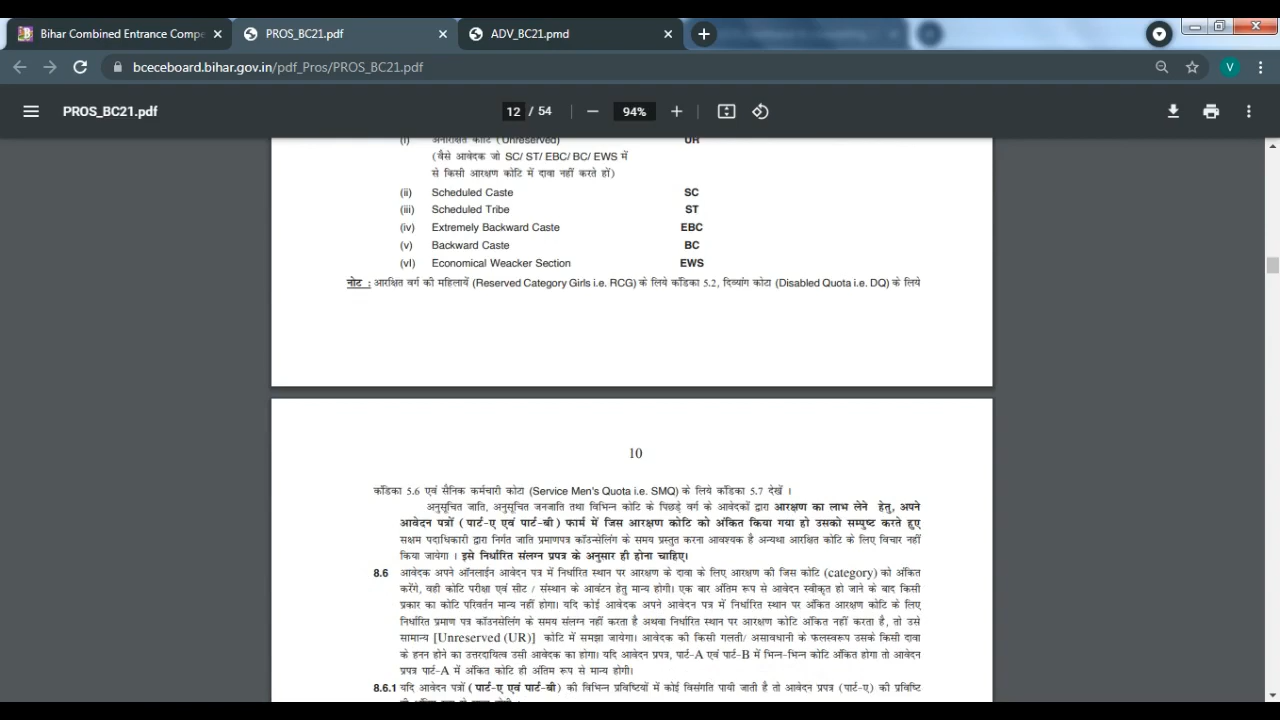 Bihar Combined Entrance Compe
PROS_BC21.pdf
ADV_BC21.pmd
bceceboard.bihar.gov.in/pdf_Pros/PROS_BC21.pdf
V
PROS_BC21.pdf
12 / 54
94%
(i) अनारक्षित कोटि (Unreserved) UR
(वैसे आवेदक जो SC/ ST/ EBC/ BC/ EWS में
से किसी आरक्षण कोटि में दावा नहीं करते हों)
(ii) Scheduled Caste SC
(iii) Scheduled Tribe ST
(iv) Extremely Backward Caste EBC
(v) Backward Caste BC
(vI) Economical Weacker Section EWS
नोट : आरक्षित वर्ग की महिलायें (Reserved Category Girls i.e. RCG) के लिये कंडिका 5.2, दिव्यांग कोटा (Disabled Quota i.e. DQ) के लिये
10
कंडिका 5.6 एवं सैनिक कर्मचारी कोटा (Service Men's Quota i.e. SMQ) के लिये कंडिका 5.7 देखें ।
अनुसूचित जाति, अनुसूचित जनजाति तथा विभिन्न कोटि के पिछड़े वर्ग के आवेदकों द्वारा आरक्षण का लाभ लेने हेतु, अपने
आवेदन पत्रों (पार्ट-ए एवं पार्ट-बी) फार्म में जिस आरक्षण कोटि को अंकित किया गया हो उसको सम्पुष्ट करते हुए
सक्षम पदाधिकारी द्वारा निर्गत जाति प्रमाणपत्र कॉउन्सेलिंग के समय प्रस्तुत करना आवश्यक है अन्यथा आरक्षित कोटि के लिए विचार नहीं
किया जायेगा । इसे निर्धारित संलग्न प्रपत्र के अनुसार ही होना चाहिए।
8.6 आवेदक अपने ऑनलाईन आवेदन पत्र में निर्धारित स्थान पर आरक्षण के दावा के लिए आरक्षण की जिस कोटि (category) को अंकित
करेंगे, वही कोटि परीक्षा एवं सीट / संस्थान के आवंटन हेतु मान्य होगी। एक बार अंतिम रूप से आवेदन स्वीकृत हो जाने के बाद किसी
प्रकार का कोटि परिवर्तन मान्य नहीं होगा। यदि कोई आवेदक अपने आवेदन पत्र में निर्धारित स्थान पर अंकित आरक्षण कोटि के लिए
निर्धारित प्रमाण पत्र कॉउनसेलिंग के समय संलग्न नहीं करता है अथवा निर्धारित स्थान पर आरक्षण कोटि अंकित नहीं करता है, तो उसे
सामान्य [Unreserved (UR)] कोटि में समझा जायेगा। आवेदक की किसी गलती/ असावधानी के फलस्वरूप उसके किसी दावा
के हनन होने का उत्तरदायित्व उसी आवेदक का होगा। यदि आवेदन प्रपत्र, पार्ट-A एवं पार्ट-B में भिन्न-भिन्न कोटि अंकित होगा तो आवेदन
प्रपत्र पार्ट-A में अंकित कोटि ही अंतिम रूप से मान्य होगी।
8.6.1 यदि आवेदन पत्रों (पार्ट-ए एवं पार्ट-बी) की विभिन्न प्रविष्टियों में कोई विसंगति पायी जाती है तो आवेदन प्रपत्र (पार्ट-ए) की प्रविष्टि